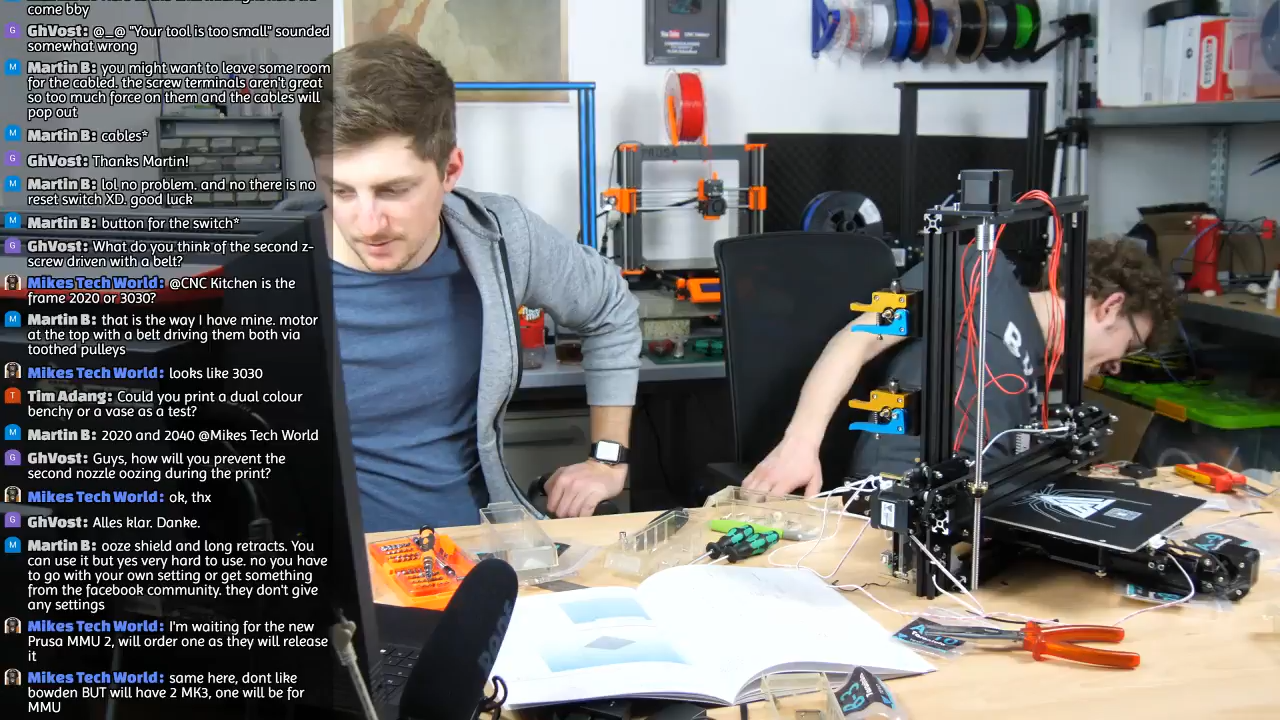 come bby
GhVost: @_@ "Your tool is too small" sounded
somewhat wrong
Martin B: you might want to leave some room
for the cabled. the screw terminals aren't great
so too much force on them and the cables will
pop out
Martin B: cables*
GhVost: Thanks Martin!
Martin B: lol no problem. and no there is no
reset switch XD. good luck
Martin B: button for the switch*
GhVost: What do you think of the second z-
screw driven with a belt?
Mikes Tech World: @CNC Kitchen is the
frame 2020 or 3030?
Martin B: that is the way I have mine. motor
at the top with a belt driving them both via
toothed pulleys
Mikes Tech World: looks like 3030
Tim Adang: Could you print a dual colour
benchy or a vase as a test?
Martin B: 2020 and 2040 @Mikes Tech World
GhVost: Guys, how will you prevent the
second nozzle oozing during the print?
Mikes Tech World: ok, thx
GhVost: Alles klar. Danke.
Martin B: ooze shield and long retracts. You
can use it but yes very hard to use. no you have
to go with your own setting or get something
from the facebook community. they don't give
any settings
Mikes Tech World: I'm waiting for the new
Prusa MMU 2, will order one as they will release
it
Mikes Tech World: same here, dont like
bowden BUT will have 2 MK3, one will be for
MMU
PRUSA
RODE